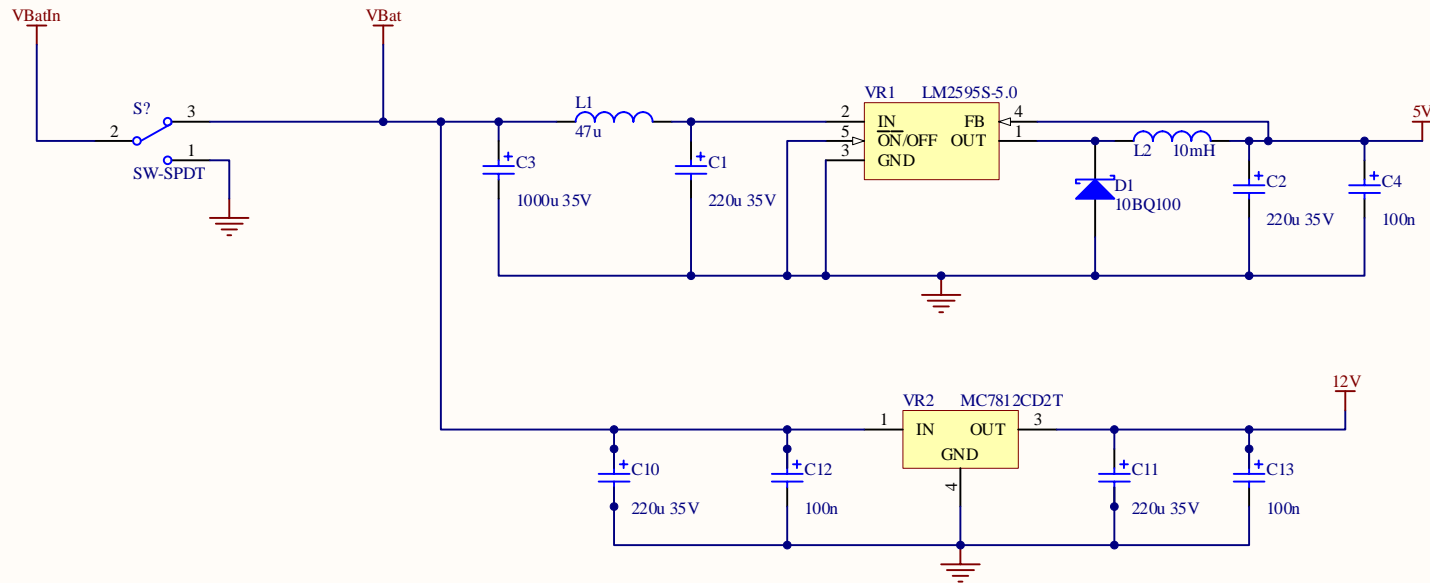 VBatIn
VBat
S?
3
2
1
SW-SPDT
L1
47u
C3
1000u 35V
C1
220u 35V
VR1 LM2595S-5.0
2 IN FB 4
5 ON/OFF OUT 1
3 GND
L2 10mH
5V
D1
10BQ100
C2
220u 35V
C4
100n
VR2 MC7812CD2T
1 IN OUT 3
GND
4
12V
C10
220u 35V
C12
100n
C11
220u 35V
C13
100n